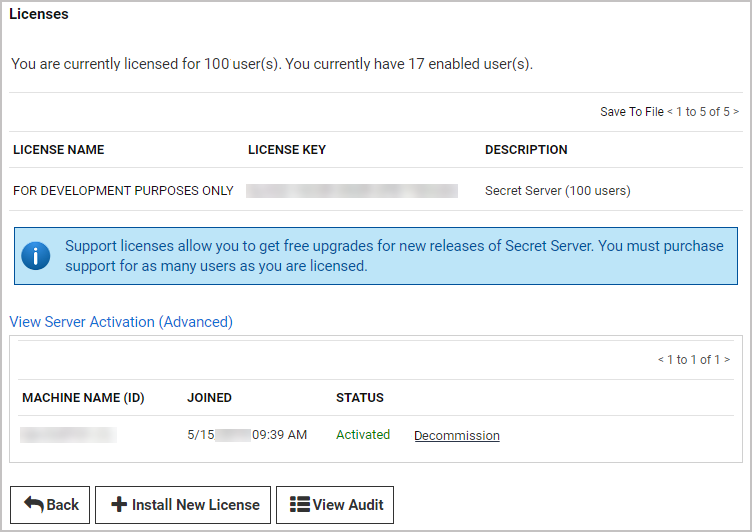 Licenses
You are currently licensed for 100 user(s). You currently have 17 enabled user(s).
Save To File < 1 to 5 of 5 >
LICENSE NAME LICENSE KEY DESCRIPTION
FOR DEVELOPMENT PURPOSES ONLY Secret Server (100 users)
Support licenses allow you to get free upgrades for new releases of Secret Server. You must purchase
support for as many users as you are licensed.
View Server Activation (Advanced)
< 1 to 1 of 1 >
MACHINE NAME (ID) JOINED STATUS
5/15 09:39 AM Activated Decommission
Back Install New License View Audit